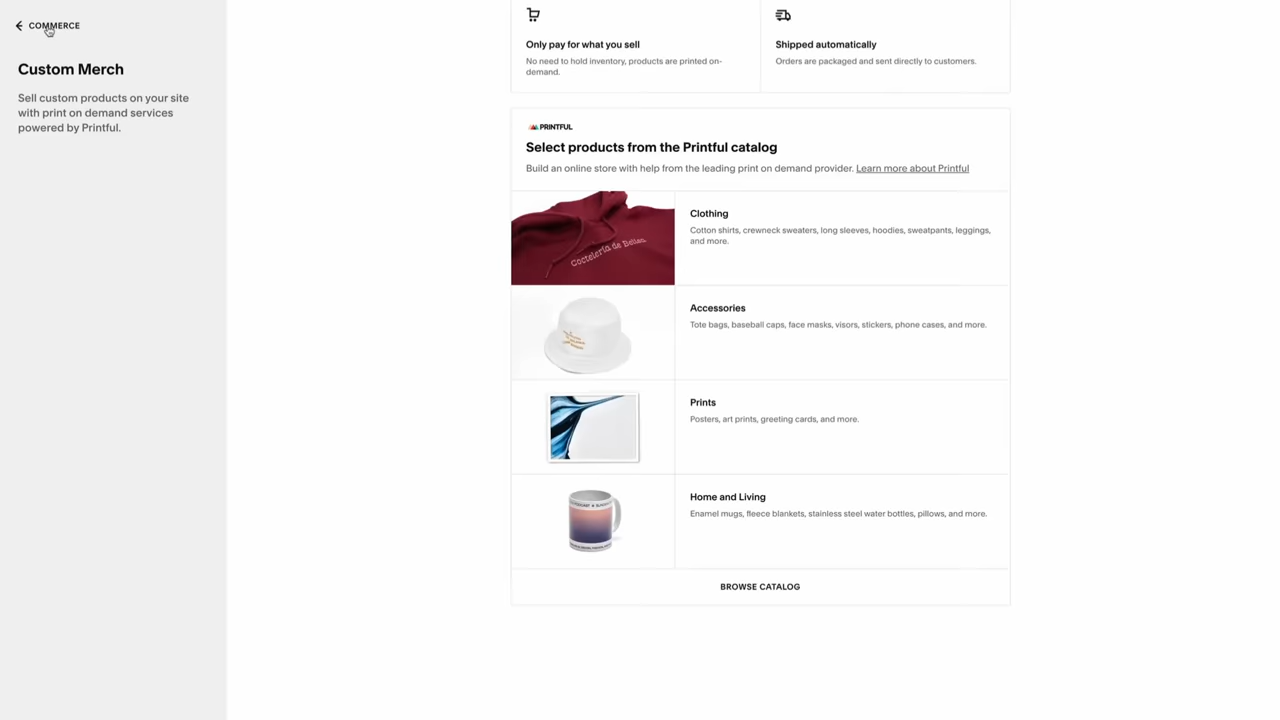 COMMERCE
Custom Merch
Sell custom products on your site
with print on demand services
powered by Printful.
Only pay for what you sell
No need to hold inventory, products are printed on-
demand.
Shipped automatically
Orders are packaged and sent directly to customers.
PRINTFUL
Select products from the Printful catalog
Build an online store with help from the leading print on demand provider. Learn more about Printful
Coctelería de Bétan.
Clothing
Cotton shirts, crewneck sweaters, long sleeves, hoodies, sweatpants, leggings,
and more.
Accessories
Tote bags, baseball caps, face masks, visors, stickers, phone cases, and more.
Prints
Posters, art prints, greeting cards, and more.
Home and Living
Enamel mugs, fleece blankets, stainless steel water bottles, pillows, and more.
BROWSE CATALOG